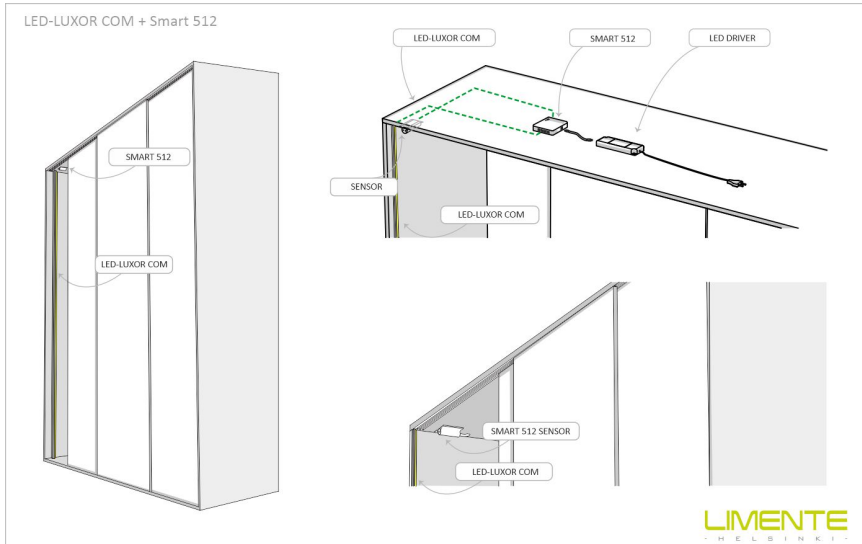 LED-LUXOR COM + Smart 512
LED-LUXOR COM
SMART 512
LED DRIVER
SMART 512
SENSOR
LED-LUXOR COM
LED-LUXOR COM
SMART 512 SENSOR
LED-LUXOR COM
LIMENTE
· HELSINKI ·